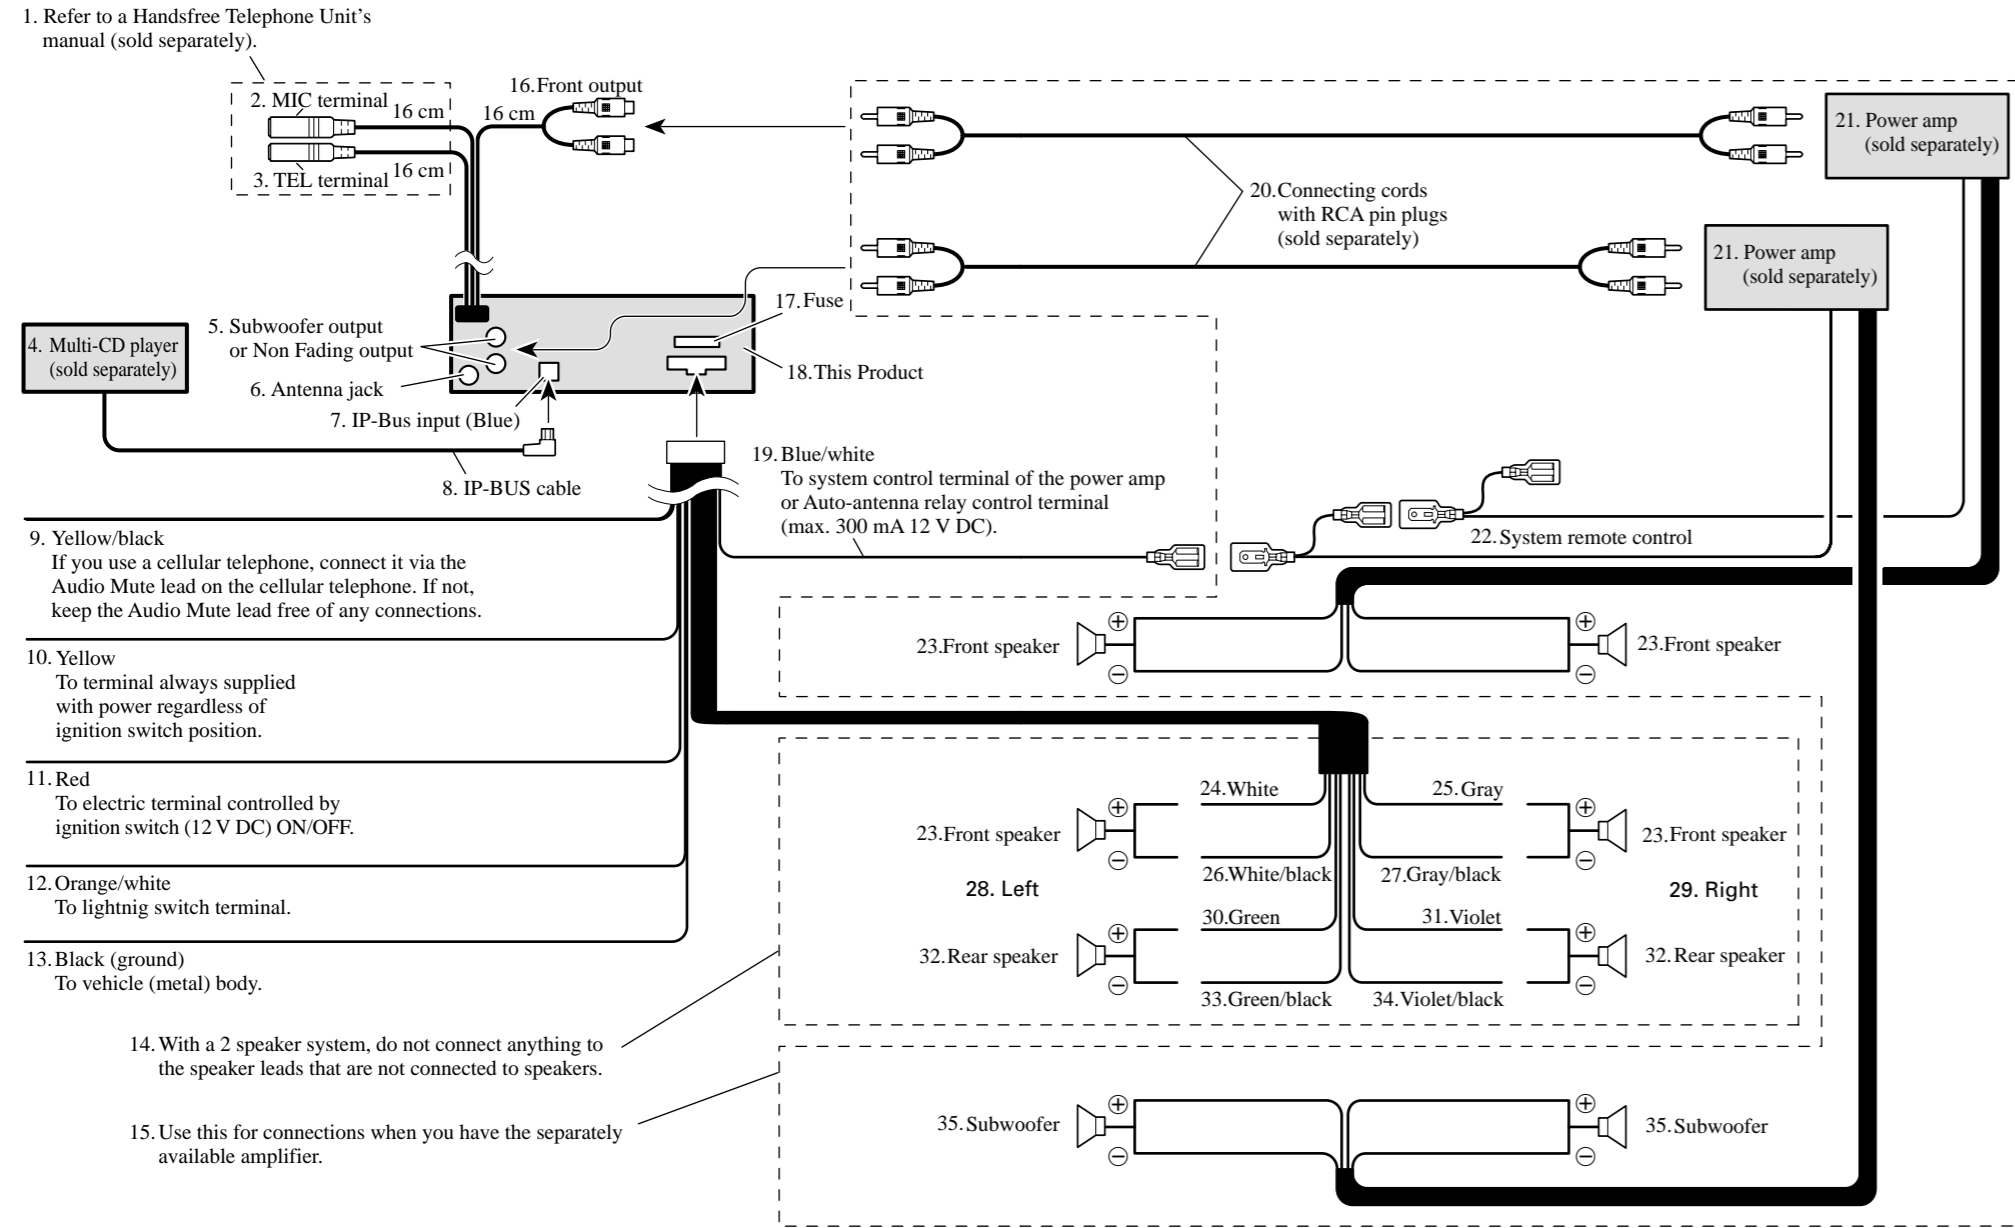 1. Refer to a Handsfree Telephone Unit's
manual (sold separately).
2. MIC terminal
16 cm
3. TEL terminal
16 cm
16 cm
16.Front output
21. Power amp
(sold separately)
20.Connecting cords
with RCA pin plugs
(sold separately)
21. Power amp
(sold separately)
17.Fuse
4. Multi-CD player
(sold separately)
5. Subwoofer output
or Non Fading output
6. Antenna jack
7. IP-Bus input (Blue)
18.This Product
8. IP-BUS cable
19.Blue/white
To system control terminal of the power amp
or Auto-antenna relay control terminal
(max. 300 mA 12 V DC).
22.System remote control
9. Yellow/black
If you use a cellular telephone, connect it via the
Audio Mute lead on the cellular telephone. If not,
keep the Audio Mute lead free of any connections.
10. Yellow
To terminal always supplied
with power regardless of
ignition switch position.
11. Red
To electric terminal controlled by
ignition switch (12 V DC) ON/OFF.
12. Orange/white
To lightnig switch terminal.
13. Black (ground)
To vehicle (metal) body.
14. With a 2 speaker system, do not connect anything to
the speaker leads that are not connected to speakers.
15. Use this for connections when you have the separately
available amplifier.
23.Front speaker
+
−
+
−
23.Front speaker
24.White
25.Gray
23.Front speaker
+
−
+
−
23.Front speaker
26.White/black
27.Gray/black
28. Left
29. Right
30.Green
31.Violet
32.Rear speaker
+
−
+
−
32.Rear speaker
33.Green/black
34.Violet/black
35.Subwoofer
+
−
+
−
35.Subwoofer